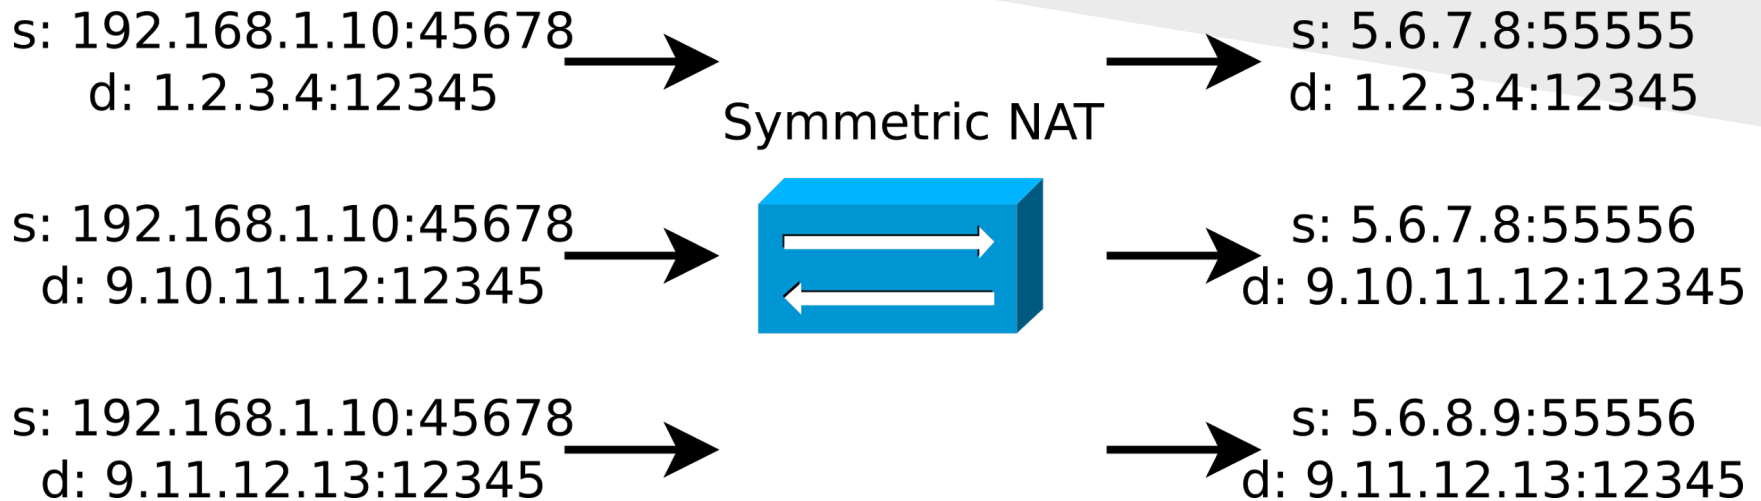 s: 192.168.1.10:45678
d: 1.2.3.4:12345
s: 5.6.7.8:55555
d: 1.2.3.4:12345
Symmetric NAT
s: 192.168.1.10:45678
d: 9.10.11.12:12345
s: 5.6.7.8:55556
d: 9.10.11.12:12345
s: 192.168.1.10:45678
d: 9.11.12.13:12345
s: 5.6.8.9:55556
d: 9.11.12.13:12345